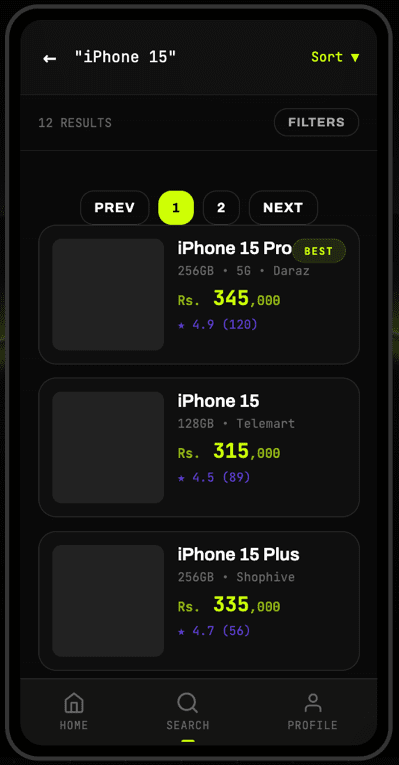 ← "iPhone 15" Sort ▼
12 RESULTS FILTERS
PREV 1 2 NEXT
iPhone 15 Pro BEST
256GB • 5G • Daraz
Rs. 345,000
★ 4.9 (120)
iPhone 15
128GB • Telemart
Rs. 315,000
★ 4.5 (89)
iPhone 15 Plus
256GB • Shophive
Rs. 335,000
★ 4.7 (56)
HOME SEARCH PROFILE